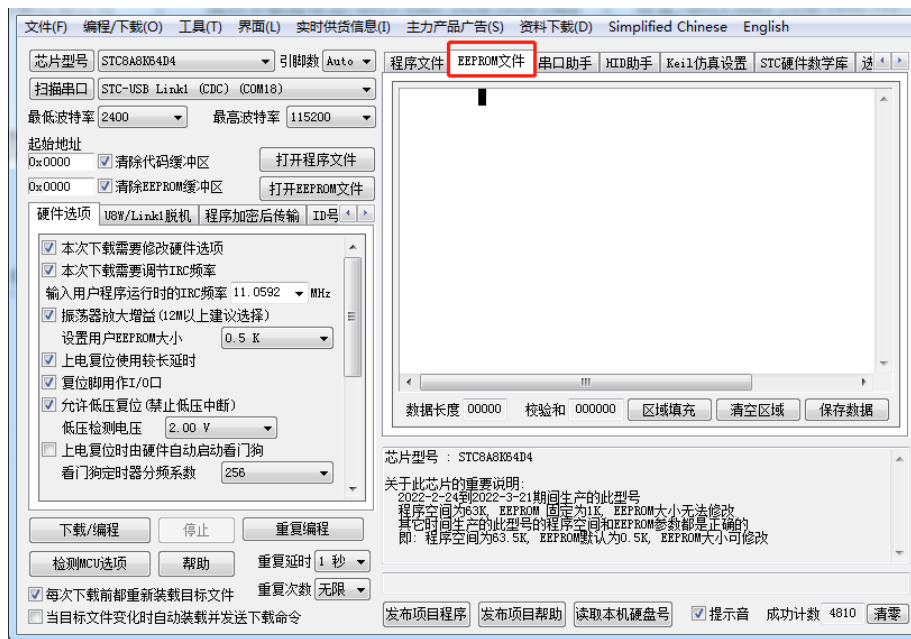 文件(F) 编程/下载(O) 工具(T) 界面(L) 实时供货信息(I) 主力产品广告(S) 资料下载(D) Simplified Chinese English
芯片型号 STC8A8K64D4 引脚数 Auto
扫描串口 STC-USB Link1 (CDC) (COM18)
最低波特率 2400 最高波特率 115200
起始地址
0x0000 清除代码缓冲区 打开程序文件
0x0000 清除EEPROM缓冲区 打开EEPROM文件
硬件选项 U8W/Link1脱机 程序加密后传输 ID号
本次下载需要修改硬件选项
本次下载需要调节IRC频率
输入用户程序运行时的IRC频率 11.0592 MHz
振荡器放大增益(12M以上建议选择)
设置用户EEPROM大小 0.5 K
上电复位使用较长延时
复位脚用作I/O口
允许低压复位(禁止低压中断)
低压检测电压 2.00 V
上电复位时由硬件自动启动看门狗
看门狗定时器分频系数 256
下载/编程 停止 重复编程
检测MCU选项 帮助 重复延时 1 秒
每次下载前都重新装载目标文件 重复次数 无限
当目标文件变化时自动装载并发送下载命令
程序文件 EEPROM文件 串口助手 HID助手 Keil仿真设置 STC硬件数学库 选
数据长度 00000 校验和 000000 区域填充 清空区域 保存数据
芯片型号 : STC8A8K64D4
关于此芯片的重要说明:
2022-2-24到2022-3-21期间生产的此型号
程序空间为63K, EEPROM 固定为1K, EEPROM大小无法修改
其它时间生产的此型号的程序空间和EEPROM参数都是正确的
即: 程序空间为63.5K, EEPROM默认为0.5K, EEPROM大小可修改
发布项目程序 发布项目帮助 读取本机硬盘号 提示音 成功计数 4810 清零